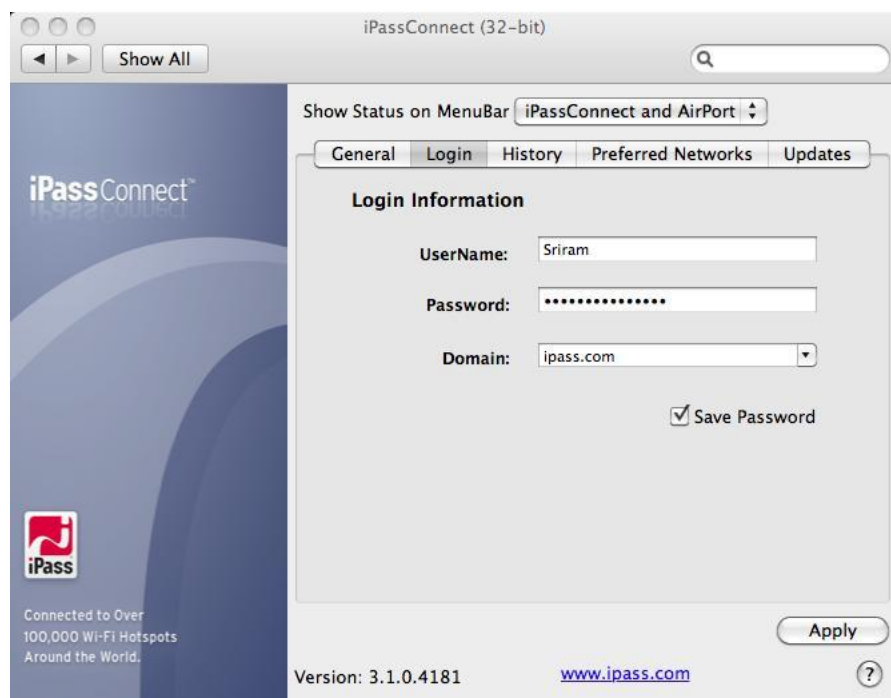 iPassConnect (32-bit)
Show All
Show Status on MenuBar iPassConnect and AirPort
General Login History Preferred Networks Updates
iPassConnect™
Login Information
UserName: Sriram
Password: •••••••••••••••
Domain: ipass.com
Save Password
iPass
Connected to Over
100,000 Wi-Fi Hotspots
Around the World.
Apply
Version: 3.1.0.4181 www.ipass.com ?